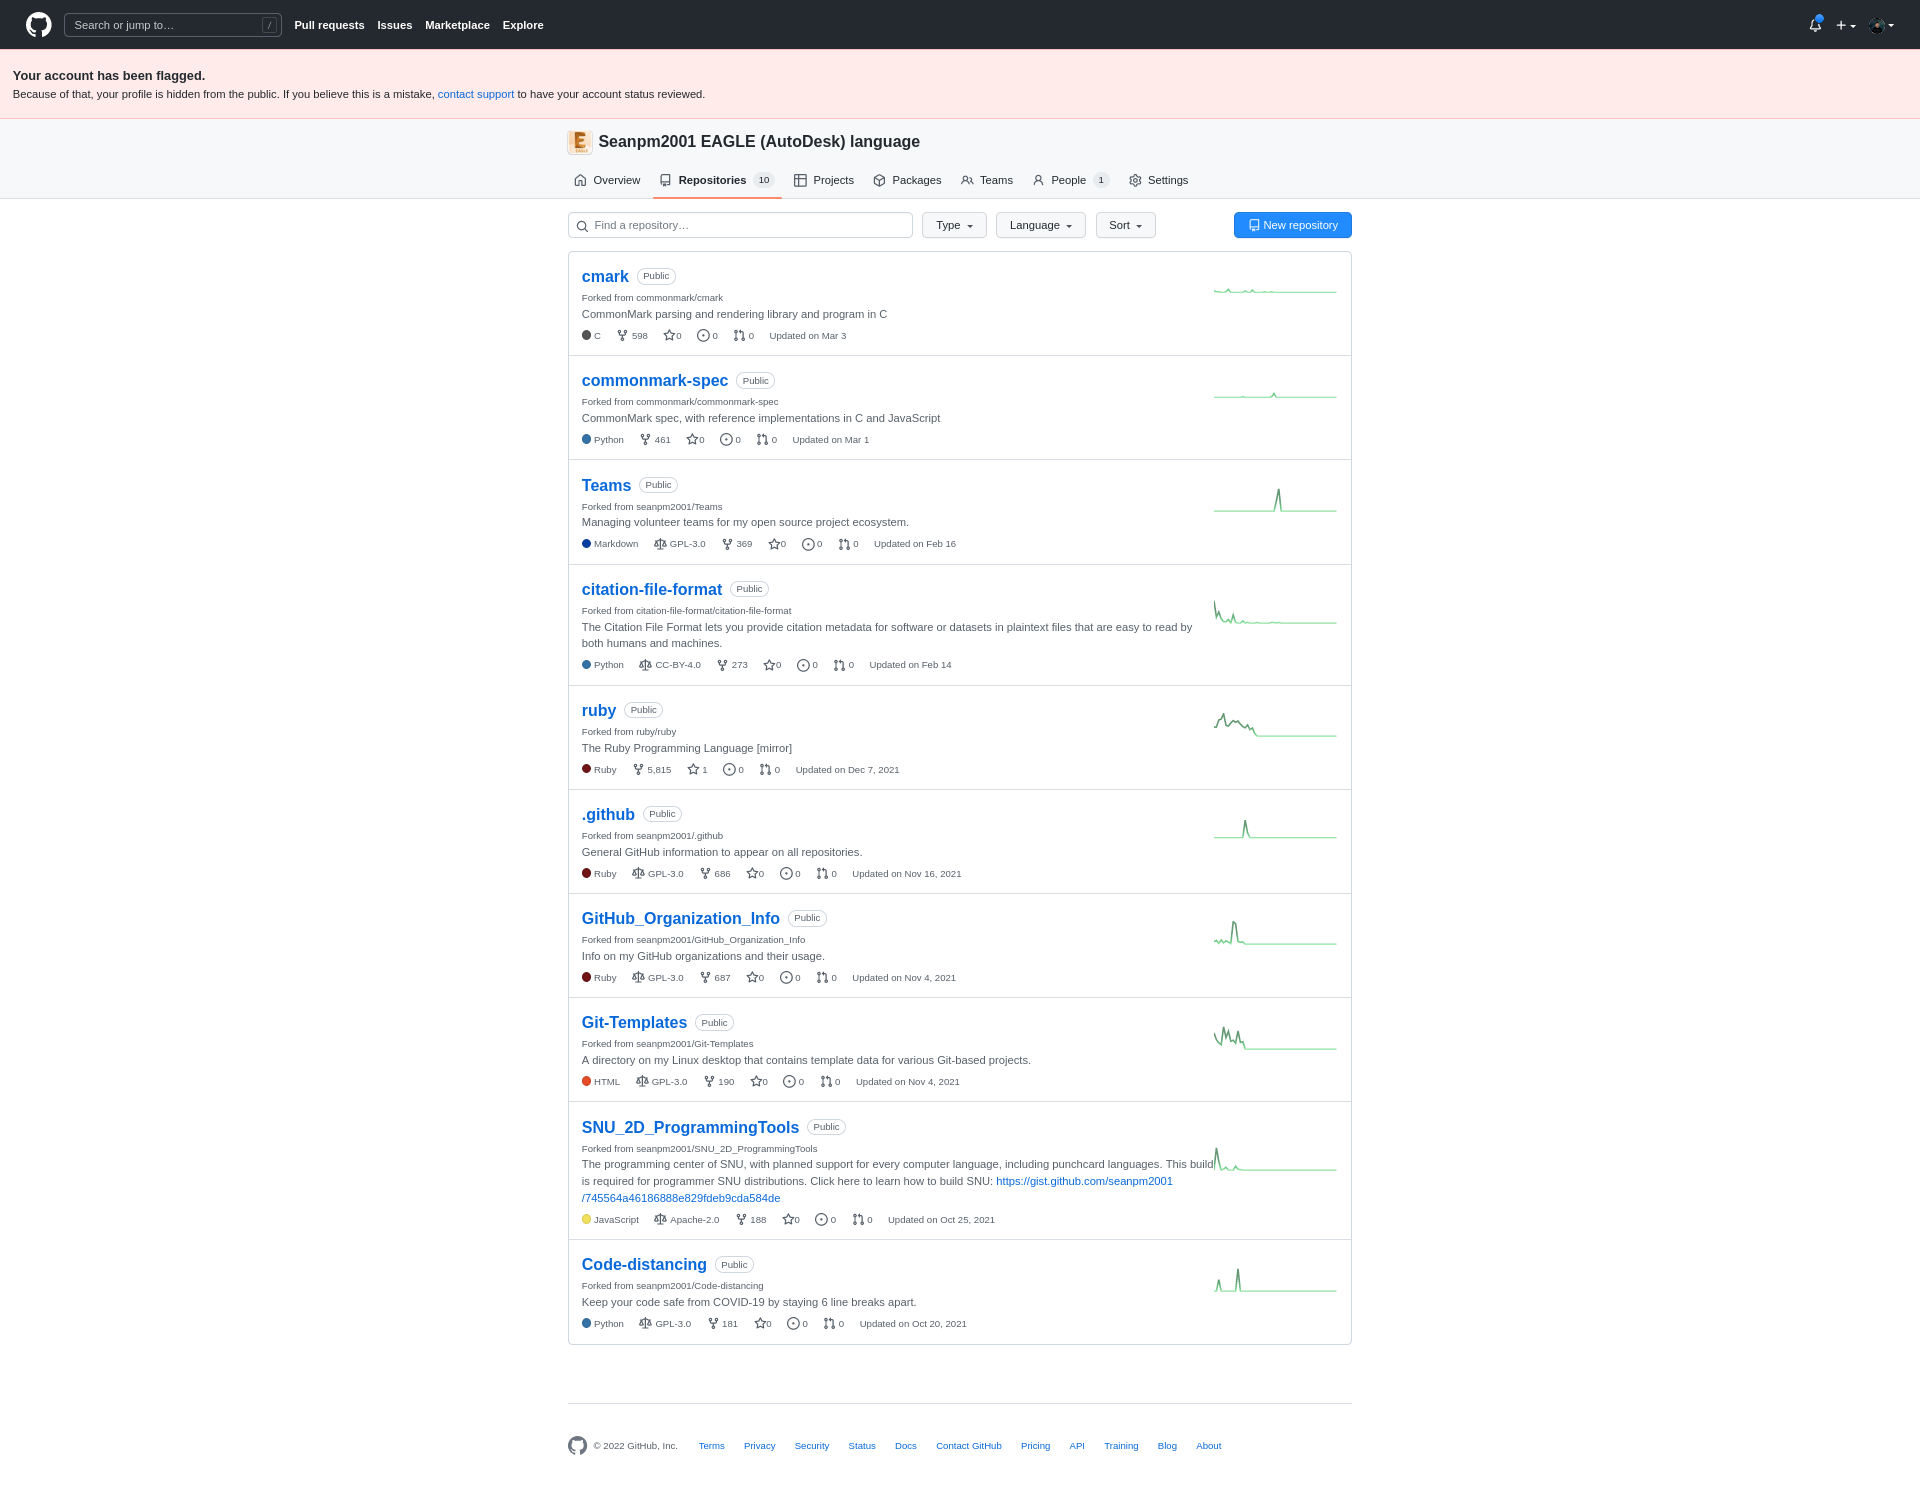 Search or jump to… /
Pull requests Issues Marketplace Explore
Your account has been flagged.
Because of that, your profile is hidden from the public. If you believe this is a mistake, contact support to have your account status reviewed.
E
EAGLE
Seanpm2001 EAGLE (AutoDesk) language
Overview Repositories 10 Projects Packages Teams People 1 Settings
Find a repository… Type Language Sort New repository
cmark Public
Forked from commonmark/cmark
CommonMark parsing and rendering library and program in C
C 598 0 0 0 Updated on Mar 3
commonmark-spec Public
Forked from commonmark/commonmark-spec
CommonMark spec, with reference implementations in C and JavaScript
Python 461 0 0 0 Updated on Mar 1
Teams Public
Forked from seanpm2001/Teams
Managing volunteer teams for my open source project ecosystem.
Markdown GPL-3.0 369 0 0 0 Updated on Feb 16
citation-file-format Public
Forked from citation-file-format/citation-file-format
The Citation File Format lets you provide citation metadata for software or datasets in plaintext files that are easy to read by
both humans and machines.
Python CC-BY-4.0 273 0 0 0 Updated on Feb 14
ruby Public
Forked from ruby/ruby
The Ruby Programming Language [mirror]
Ruby 5,815 1 0 0 Updated on Dec 7, 2021
.github Public
Forked from seanpm2001/.github
General GitHub information to appear on all repositories.
Ruby GPL-3.0 686 0 0 0 Updated on Nov 16, 2021
GitHub_Organization_Info Public
Forked from seanpm2001/GitHub_Organization_Info
Info on my GitHub organizations and their usage.
Ruby GPL-3.0 687 0 0 0 Updated on Nov 4, 2021
Git-Templates Public
Forked from seanpm2001/Git-Templates
A directory on my Linux desktop that contains template data for various Git-based projects.
HTML GPL-3.0 190 0 0 0 Updated on Nov 4, 2021
SNU_2D_ProgrammingTools Public
Forked from seanpm2001/SNU_2D_ProgrammingTools
The programming center of SNU, with planned support for every computer language, including punchcard languages. This build
is required for programmer SNU distributions. Click here to learn how to build SNU: https://gist.github.com/seanpm2001
/745564a46186888e829fdeb9cda584de
JavaScript Apache-2.0 188 0 0 0 Updated on Oct 25, 2021
Code-distancing Public
Forked from seanpm2001/Code-distancing
Keep your code safe from COVID-19 by staying 6 line breaks apart.
Python GPL-3.0 181 0 0 0 Updated on Oct 20, 2021
© 2022 GitHub, Inc. Terms Privacy Security Status Docs Contact GitHub Pricing API Training Blog About